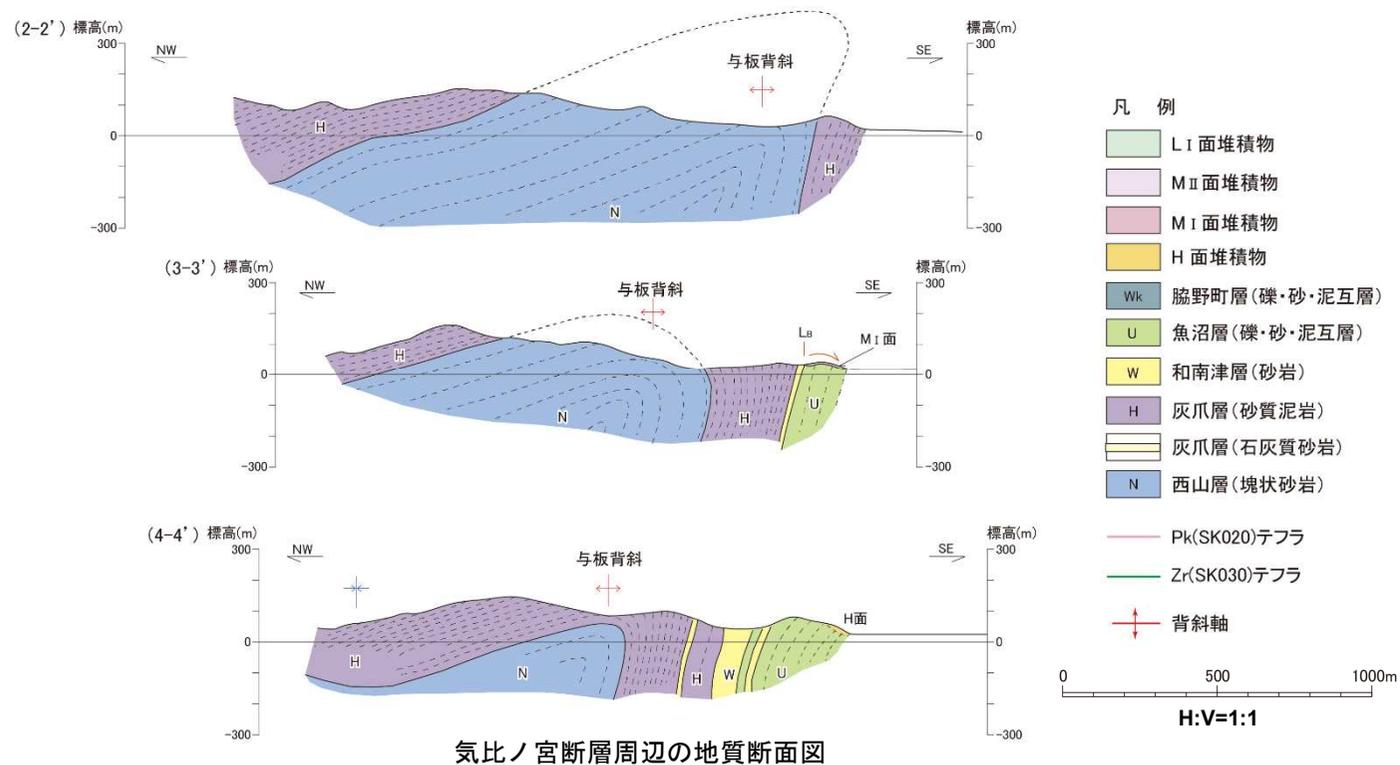 (2-2') 標高(m) 標高(m)
300 NW 与板背斜 SE 300
H
0 0
H
N
-300 -300
(3-3') 標高(m) 標高(m)
300 NW 与板背斜 SE 300
LB MⅠ面
H
0 0
N H U
-300 -300
(4-4') 標高(m) 標高(m)
300 NW 与板背斜 SE 300
H面
0 0
H N H W U
-300 -300
気比ノ宮断層周辺の地質断面図
凡 例
LⅠ面堆積物
MⅡ面堆積物
MⅠ面堆積物
H 面堆積物
Wk 脇野町層(礫・砂・泥互層)
U 魚沼層(礫・砂・泥互層)
W 和南津層(砂岩)
H 灰爪層(砂質泥岩)
灰爪層(石灰質砂岩)
N 西山層(塊状砂岩)
Pk(SK020)テフラ
Zr(SK030)テフラ
背斜軸
0 500 1000m
H:V=1:1